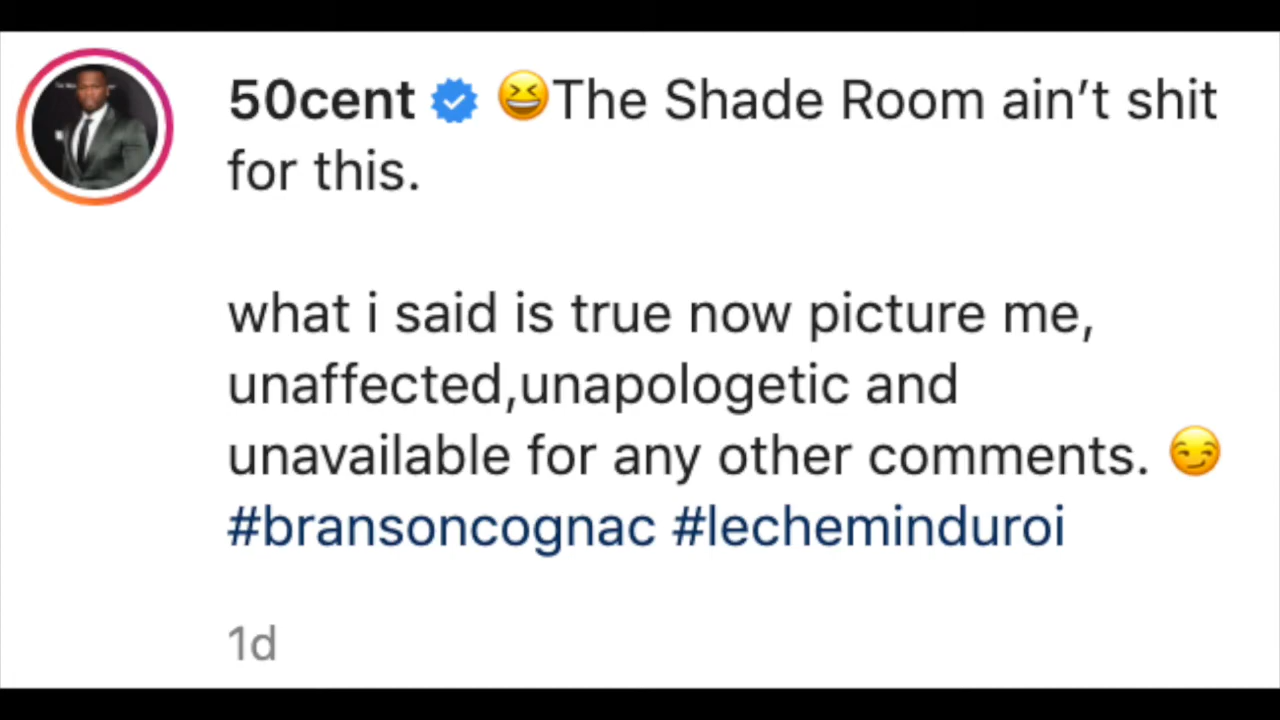 50cent 😆The Shade Room ain’t shit
for this.
what i said is true now picture me,
unaffected,unapologetic and
unavailable for any other comments. 😏
#bransoncognac #lecheminduroi
1d